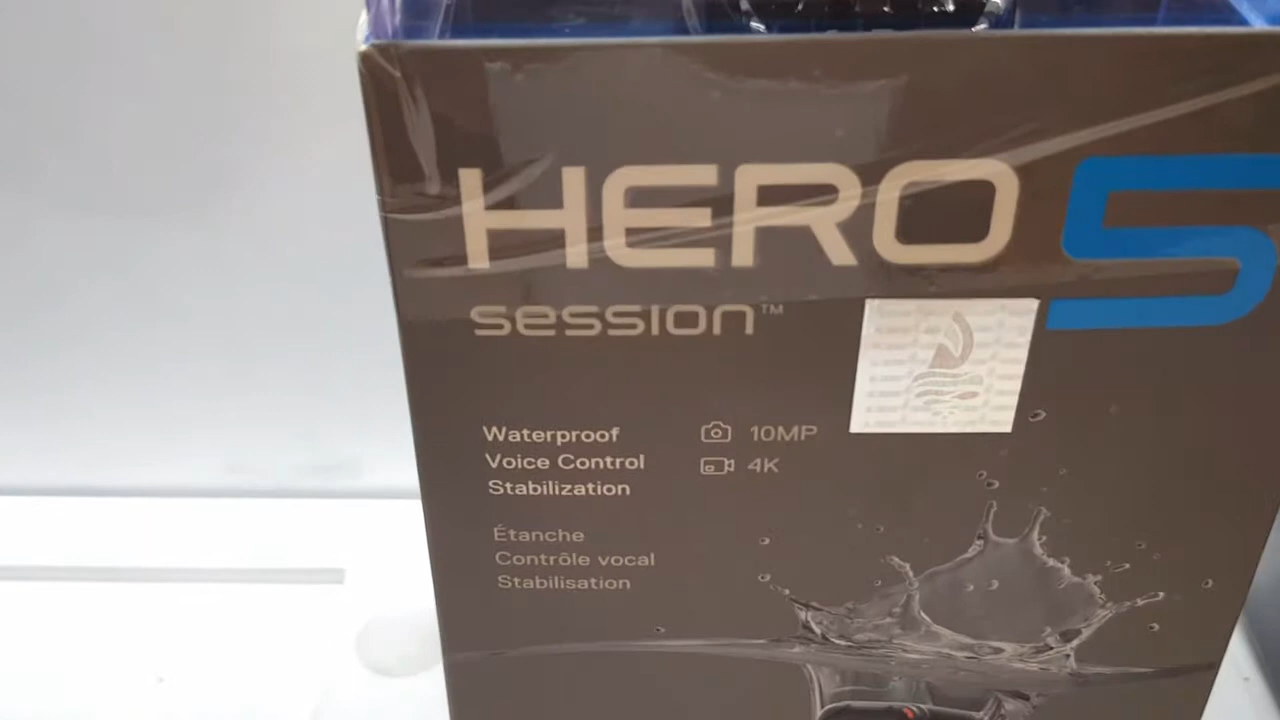 HERO5
session™
Waterproof
Voice Control
Stabilization
10MP
4K
Étanche
Contrôle vocal
Stabilisation